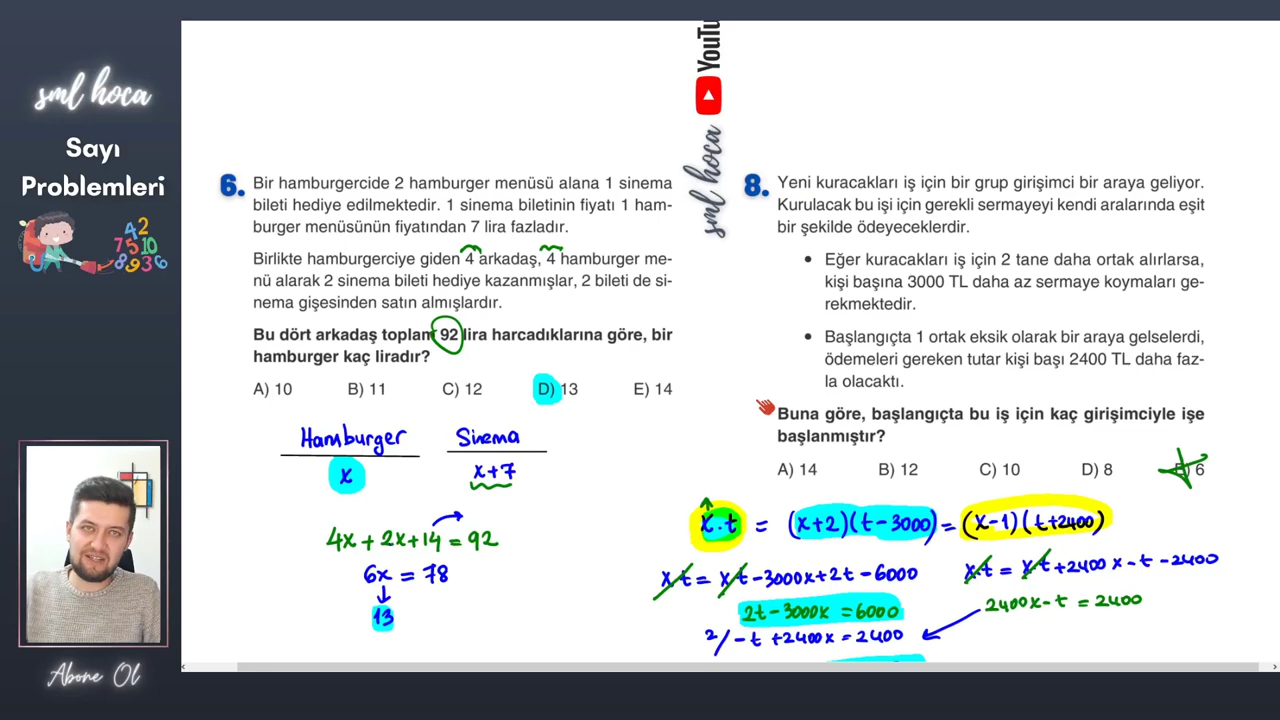 sml hoca
Sayı
Problemleri
Abone Ol
YouTu
sml hoca
6. Bir hamburgercide 2 hamburger menüsü alana 1 sinema
bileti hediye edilmektedir. 1 sinema biletinin fiyatı 1 ham-
burger menüsünün fiyatından 7 lira fazladır.
Birlikte hamburgerciye giden 4 arkadaş, 4 hamburger me-
nü alarak 2 sinema bileti hediye kazanmışlar, 2 bileti de si-
nema gişesinden satın almışlardır.
Bu dört arkadaş toplam 92 lira harcadıklarına göre, bir
hamburger kaç liradır?
A) 10 B) 11 C) 12 D) 13 E) 14
Hamburger Sinema
x x+7
4x + 2x + 14 = 92
6x = 78
13
8. Yeni kuracakları iş için bir grup girişimci bir araya geliyor.
Kurulacak bu işi için gerekli sermayeyi kendi aralarında eşit
bir şekilde ödeyeceklerdir.
• Eğer kuracakları iş için 2 tane daha ortak alırlarsa,
kişi başına 3000 TL daha az sermaye koymaları ge-
rekmektedir.
• Başlangıçta 1 ortak eksik olarak bir araya gelselerdi,
ödemeleri gereken tutar kişi başı 2400 TL daha faz-
la olacaktı.
Buna göre, başlangıçta bu iş için kaç girişimciyle işe
başlanmıştır?
A) 14 B) 12 C) 10 D) 8 E) 6
x.t = (x+2)(t-3000) = (x-1)(t+2400)
x.t = xt - 3000x + 2t - 6000
x.t = xt + 2400x - t - 2400
2t - 3000x = 6000
2400x - t = 2400
2/ -t + 2400x = 2400